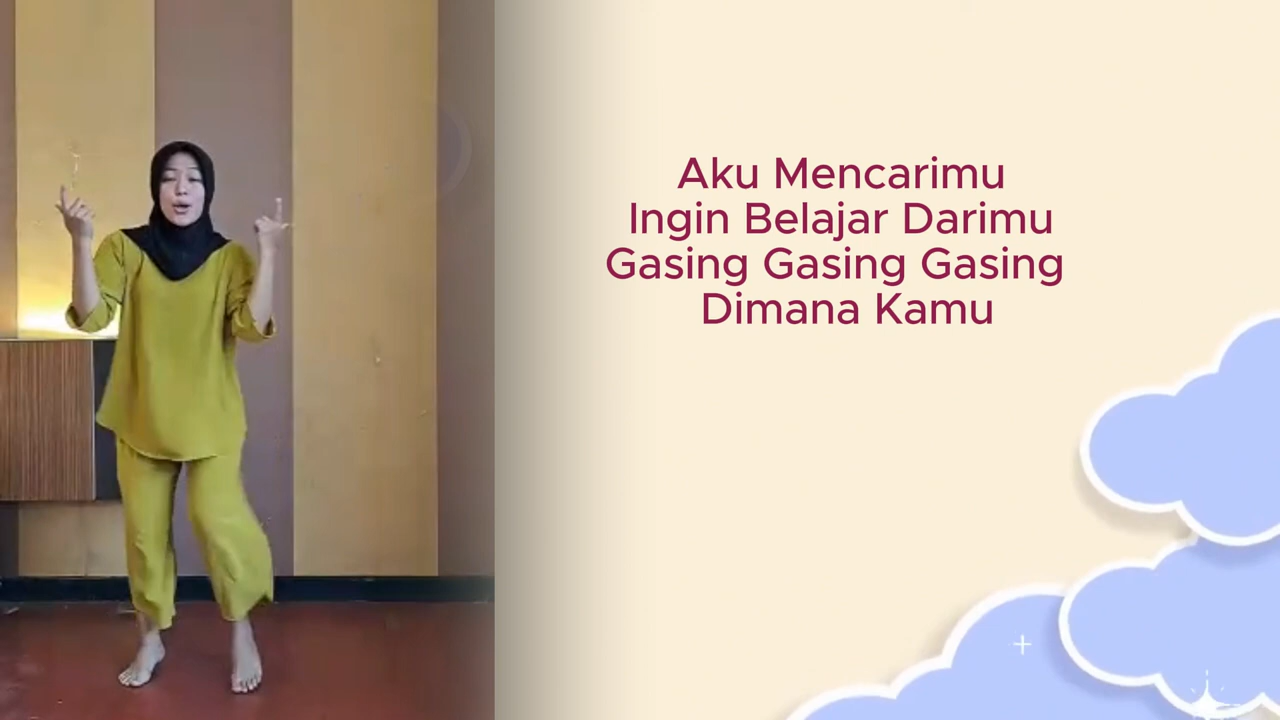 Aku Mencarimu
Ingin Belajar Darimu
Gasing Gasing Gasing
Dimana Kamu